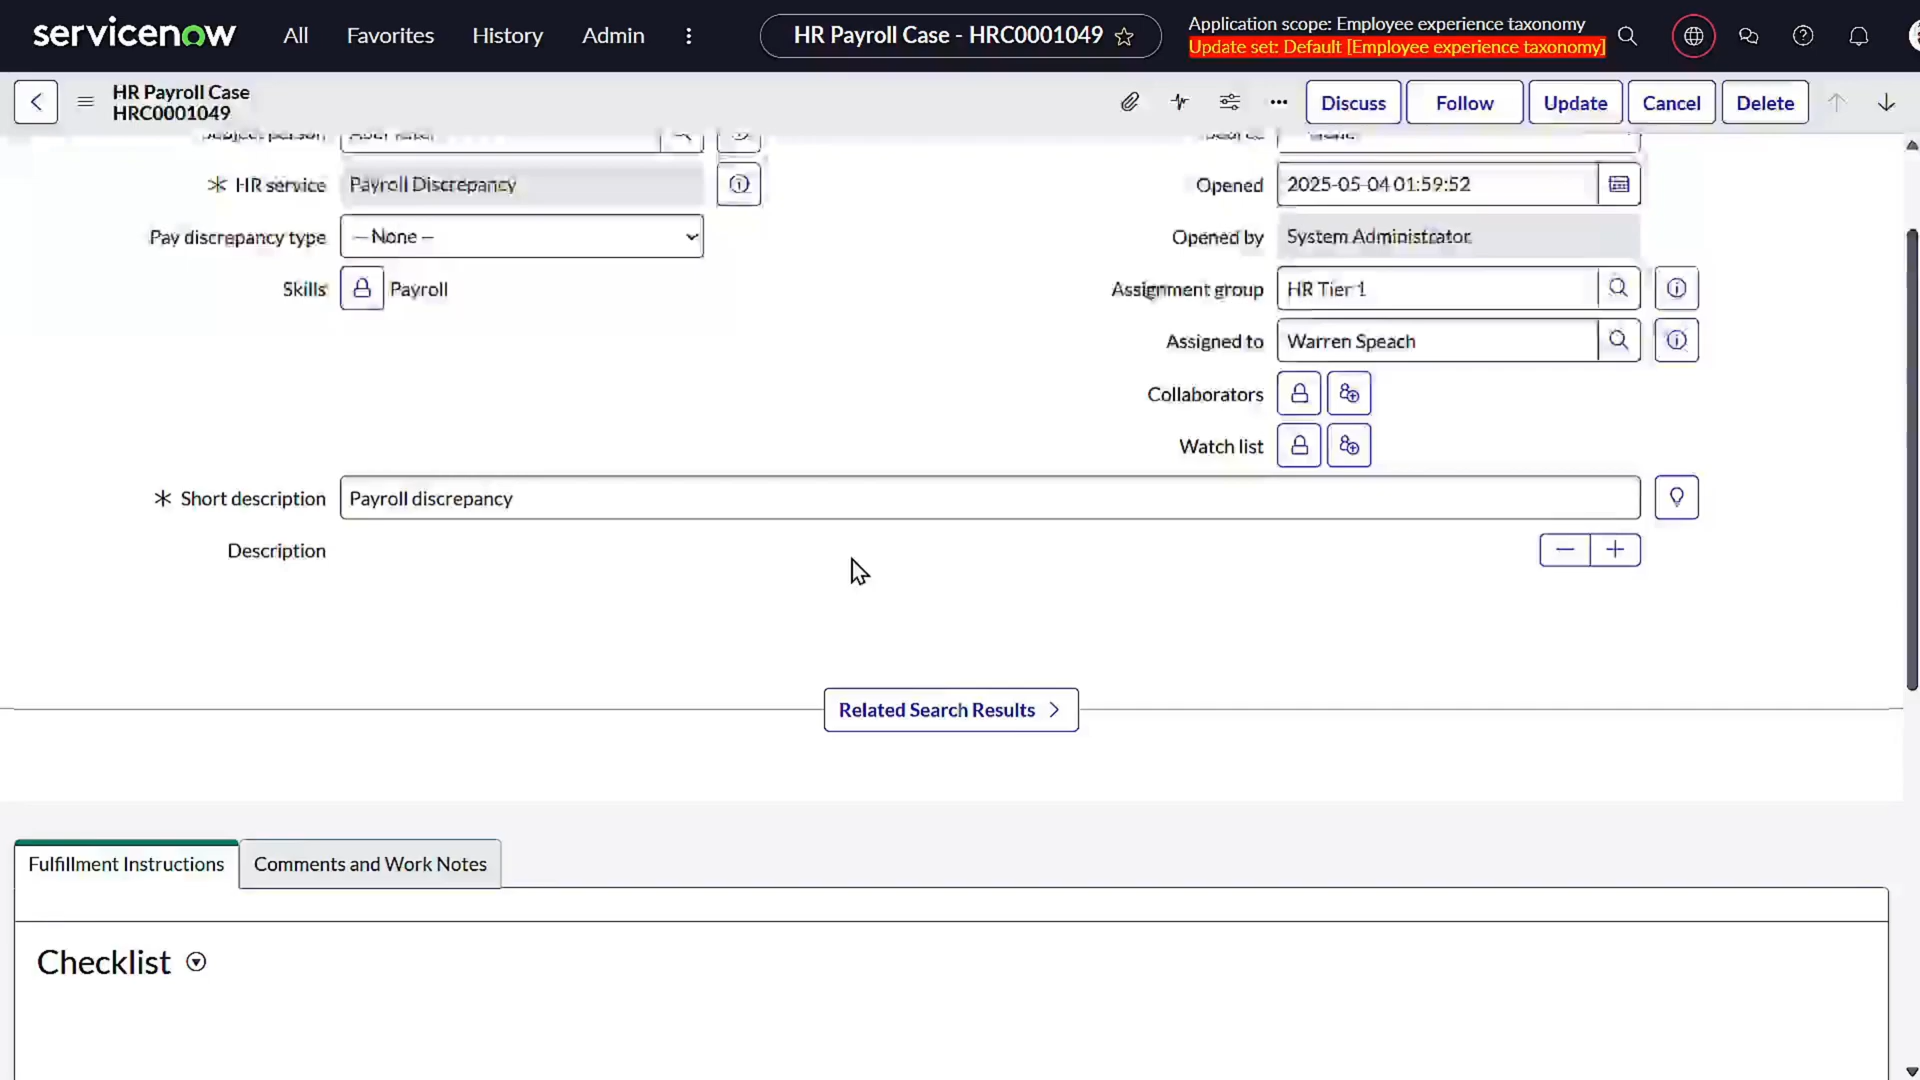 servicenow All Favorites History Admin HR Payroll Case - HRC0001049 Application scope: Employee experience taxonomy
Update set: Default [Employee experience taxonomy]
HR Payroll Case
HRC0001049
Discuss Follow Update Cancel Delete
Subject person
HR service Payroll Discrepancy
Opened 2025-05-04 01:59:52
Pay discrepancy type -- None --
Opened by System Administrator
Skills Payroll
Assignment group HR Tier 1
Assigned to Warren Speach
Collaborators
Watch list
Short description Payroll discrepancy
Description
Related Search Results
Fulfillment Instructions Comments and Work Notes
Checklist